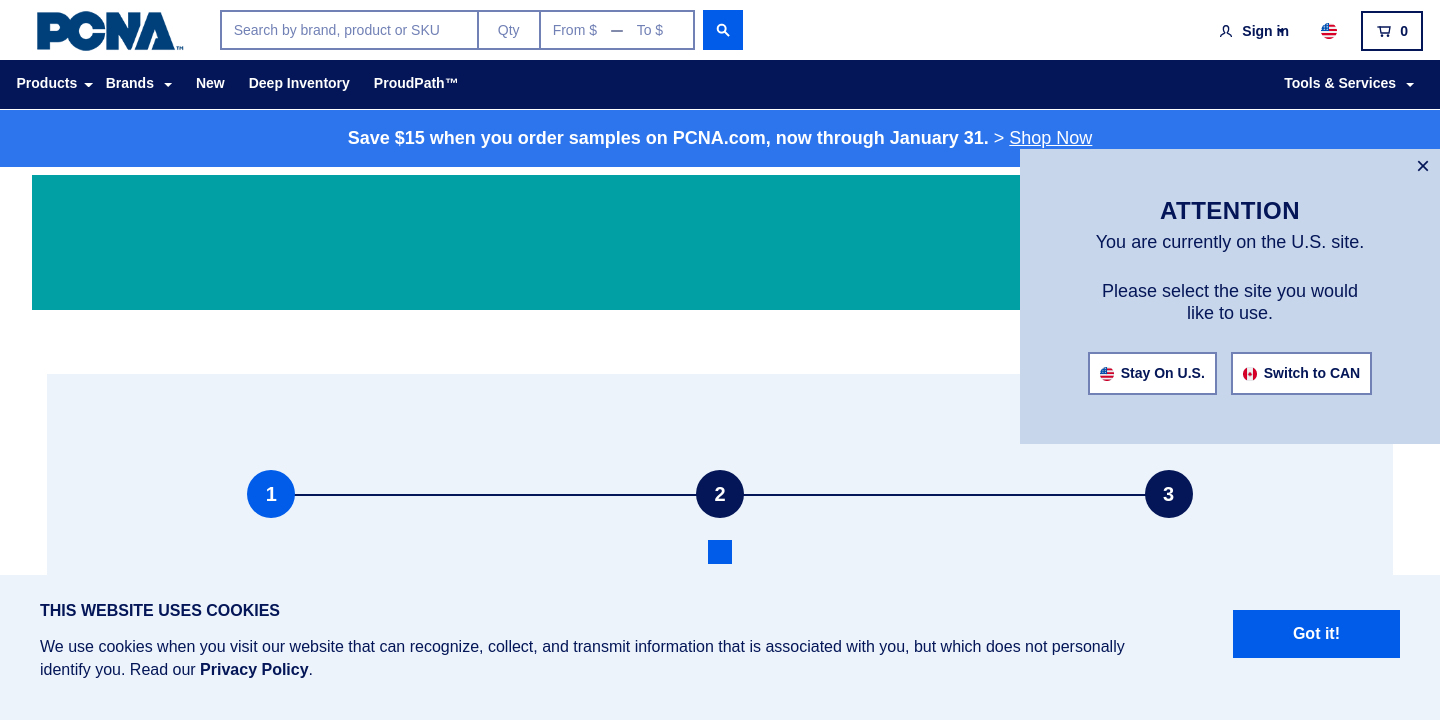 PCNA™
Search by brand, product or SKU
Qty
From $ — To $
Sign in
0
Products
Brands
New
Deep Inventory
ProudPath™
Tools & Services
Save $15 when you order samples on PCNA.com, now through January 31. > Shop Now
×
ATTENTION
You are currently on the U.S. site.
Please select the site you would
like to use.
Stay On U.S.
Switch to CAN
1
2
3
THIS WEBSITE USES COOKIES
We use cookies when you visit our website that can recognize, collect, and transmit information that is associated with you, but which does not personally
identify you. Read our Privacy Policy.
Got it!